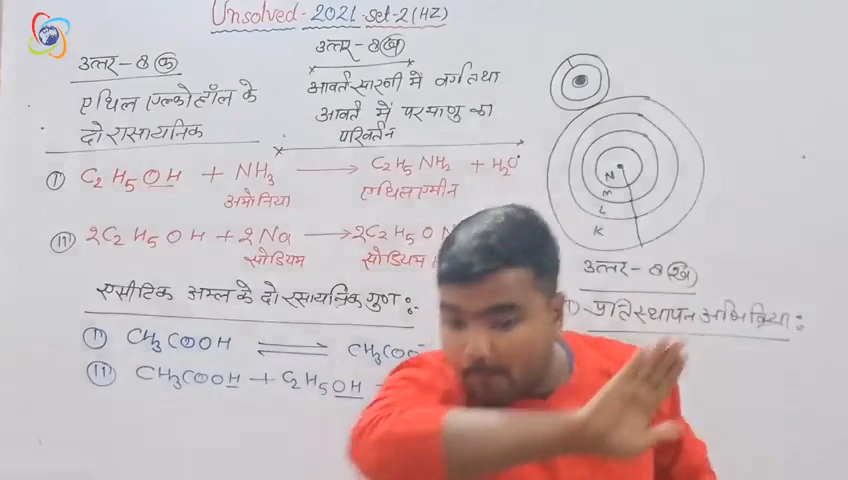 Unsolved-2021-Set-2(HZ)
उत्तर-8(क)
एथिल एल्कोहॉल के
दो रासायनिक
(i) C2H5OH + NH3 → C2H5NH2 + H2O
अमोनिया एथिल एमीन
(ii) 2C2H5OH + 2Na → 2C2H5O
सोडियम सोडियम
एसीटिक अम्ल के दो रसायनिक गुण :-
(i) CH3COOH ⇌ CH3COO
(ii) CH3COOH + C2H5OH
उत्तर-8(ख)
आवर्त सारणी में वर्ग तथा
आवर्त में परमाणु का
परिवर्तन
N
M
L
K
उत्तर-8(ख)
प्रतिस्थापन अभिक्रिया :